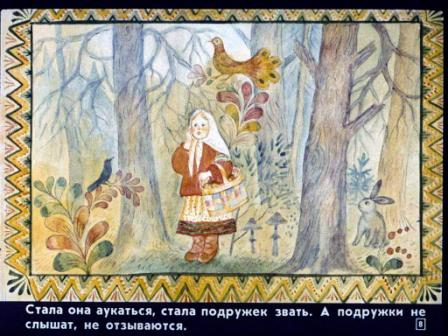 Стала она аукаться, стала подружек звать. А подружки не
слышат, не отзываются.
8